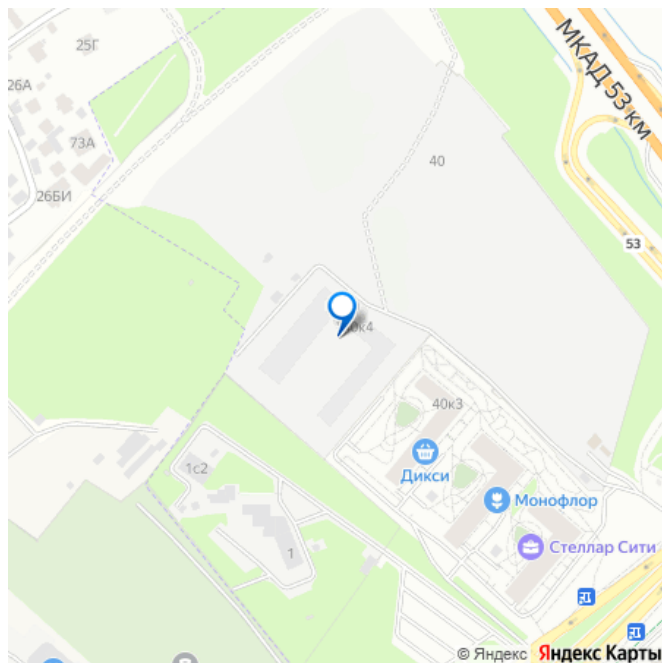 25Г
26А
МКАД 53 км
73А
40
26БИ
53
40к3
Дикси
1с2
Монофлор
Стеллар Сити
1
© Яндекс Яндекс Карты